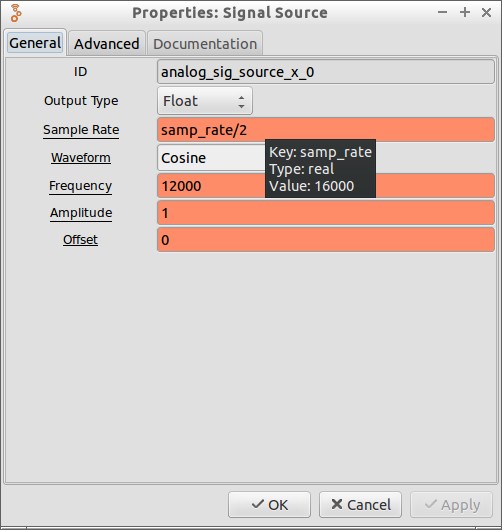 Properties: Signal Source
General Advanced Documentation
ID analog_sig_source_x_0
Output Type Float
Sample Rate samp_rate/2
Waveform Cosine
Key: samp_rate
Type: real
Value: 16000
Frequency 12000
Amplitude 1
Offset 0
OK Cancel Apply